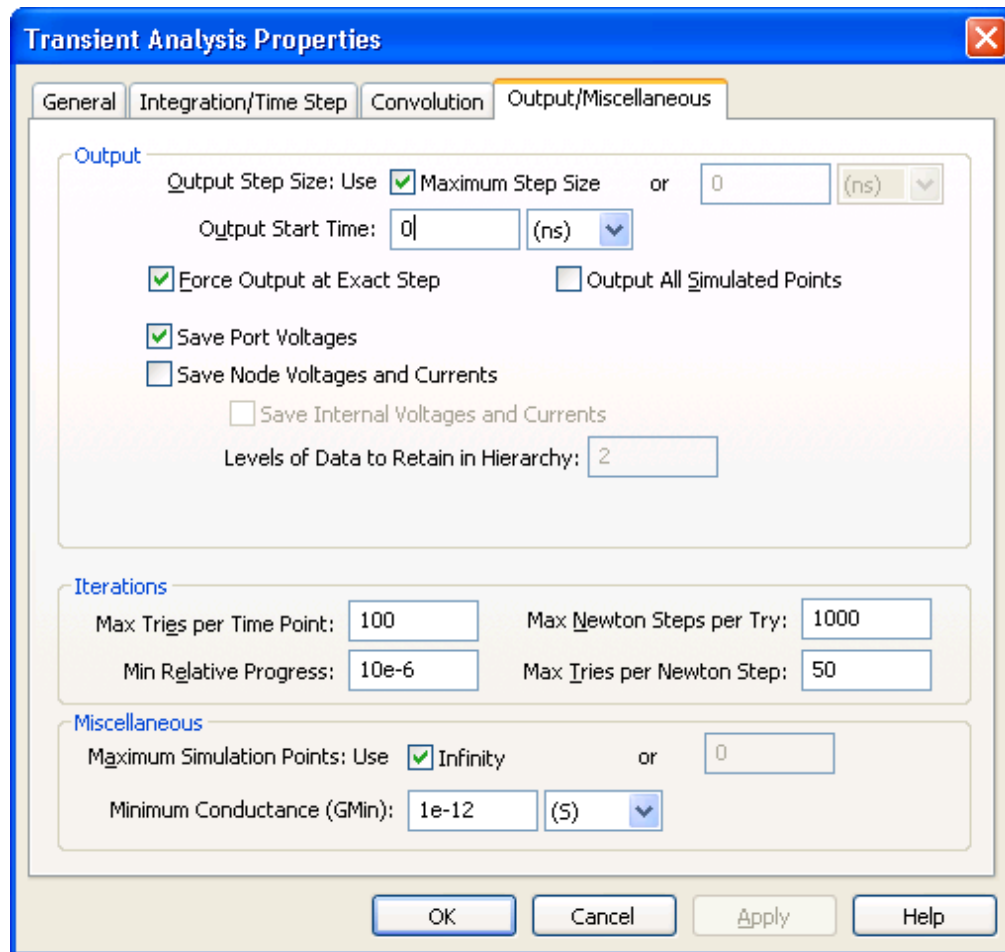 Transient Analysis Properties
General Integration/Time Step Convolution Output/Miscellaneous
Output
Output Step Size: Use Maximum Step Size or 0 (ns)
Output Start Time: 0 (ns)
Force Output at Exact Step Output All Simulated Points
Save Port Voltages
Save Node Voltages and Currents
Save Internal Voltages and Currents
Levels of Data to Retain in Hierarchy: 2
Iterations
Max Tries per Time Point: 100 Max Newton Steps per Try: 1000
Min Relative Progress: 10e-6 Max Tries per Newton Step: 50
Miscellaneous
Maximum Simulation Points: Use Infinity or 0
Minimum Conductance (GMin): 1e-12 (S)
OK Cancel Apply Help